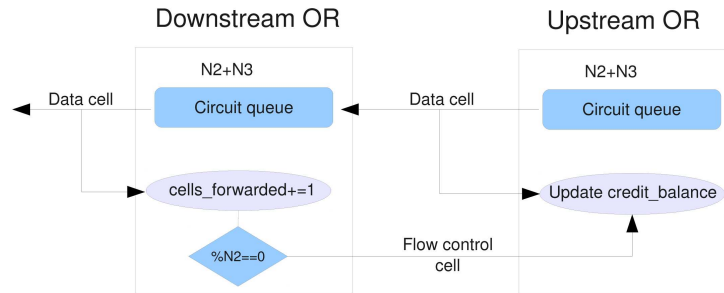 Downstream OR
Upstream OR
N2+N3
N2+N3
Data cell
Circuit queue
Data cell
Circuit queue
cells_forwarded+=1
Update credit_balance
%N2==0
Flow control
cell